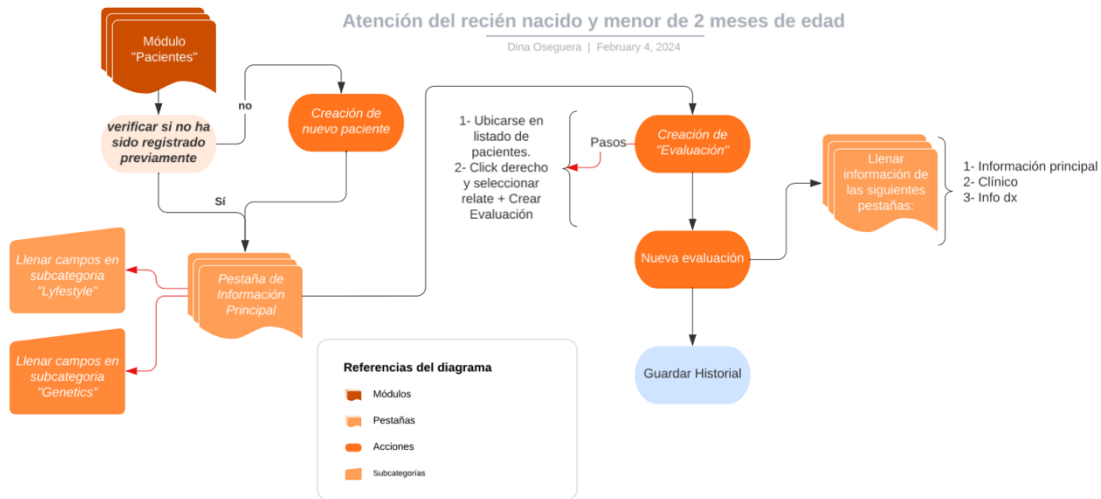 Atención del recién nacido y menor de 2 meses de edad
Dina Oseguera | February 4, 2024
Módulo
"Pacientes"
no
verificar si no ha
sido registrado
previamente
Creación de
nuevo paciente
Sí
Llenar campos en
subcategoria
"Lyfestyle"
Llenar campos en
subcategoria
"Genetics"
Pestaña de
Información
Principal
1- Ubicarse en
listado de
pacientes.
2- Click derecho
y seleccionar
relate + Crear
Evaluación
Pasos
Creación de
"Evaluación"
Nueva evaluación
Guardar Historial
Llenar
información de
las siguientes
pestañas:
1- Información principal
2- Clínico
3- Info dx
Referencias del diagrama
Módulos
Pestañas
Acciones
Subcategorías